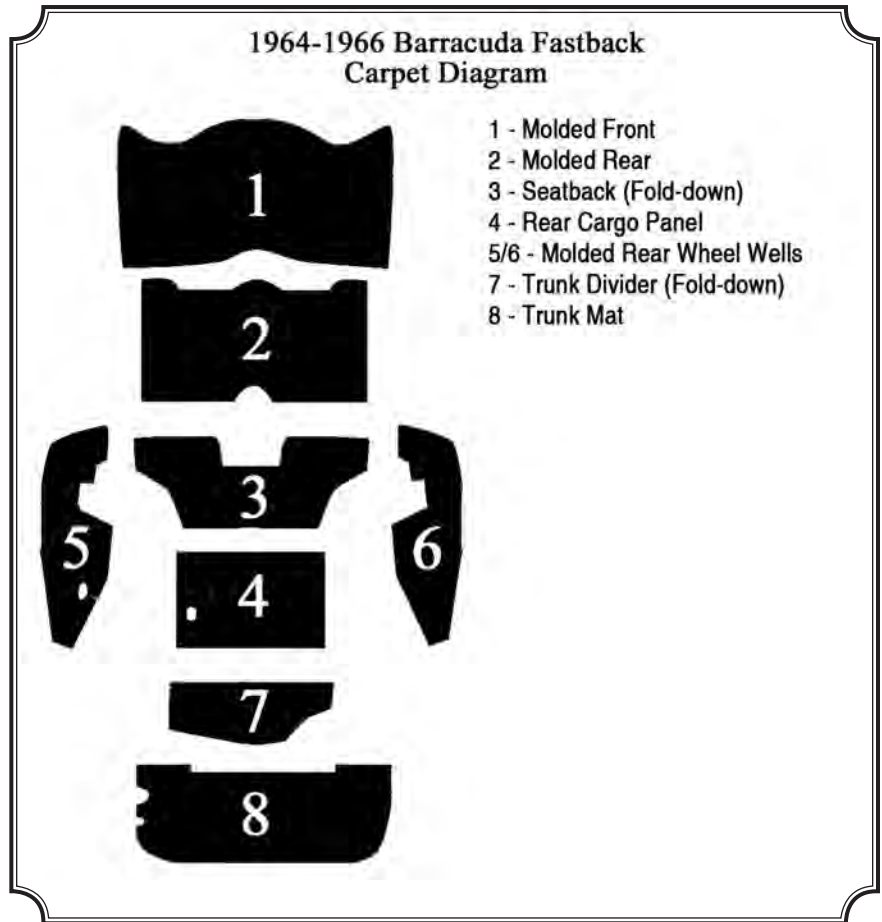 1964-1966 Barracuda Fastback
Carpet Diagram
1 - Molded Front
2 - Molded Rear
3 - Seatback (Fold-down)
4 - Rear Cargo Panel
5/6 - Molded Rear Wheel Wells
7 - Trunk Divider (Fold-down)
8 - Trunk Mat
1
2
3
5
6
4
7
8